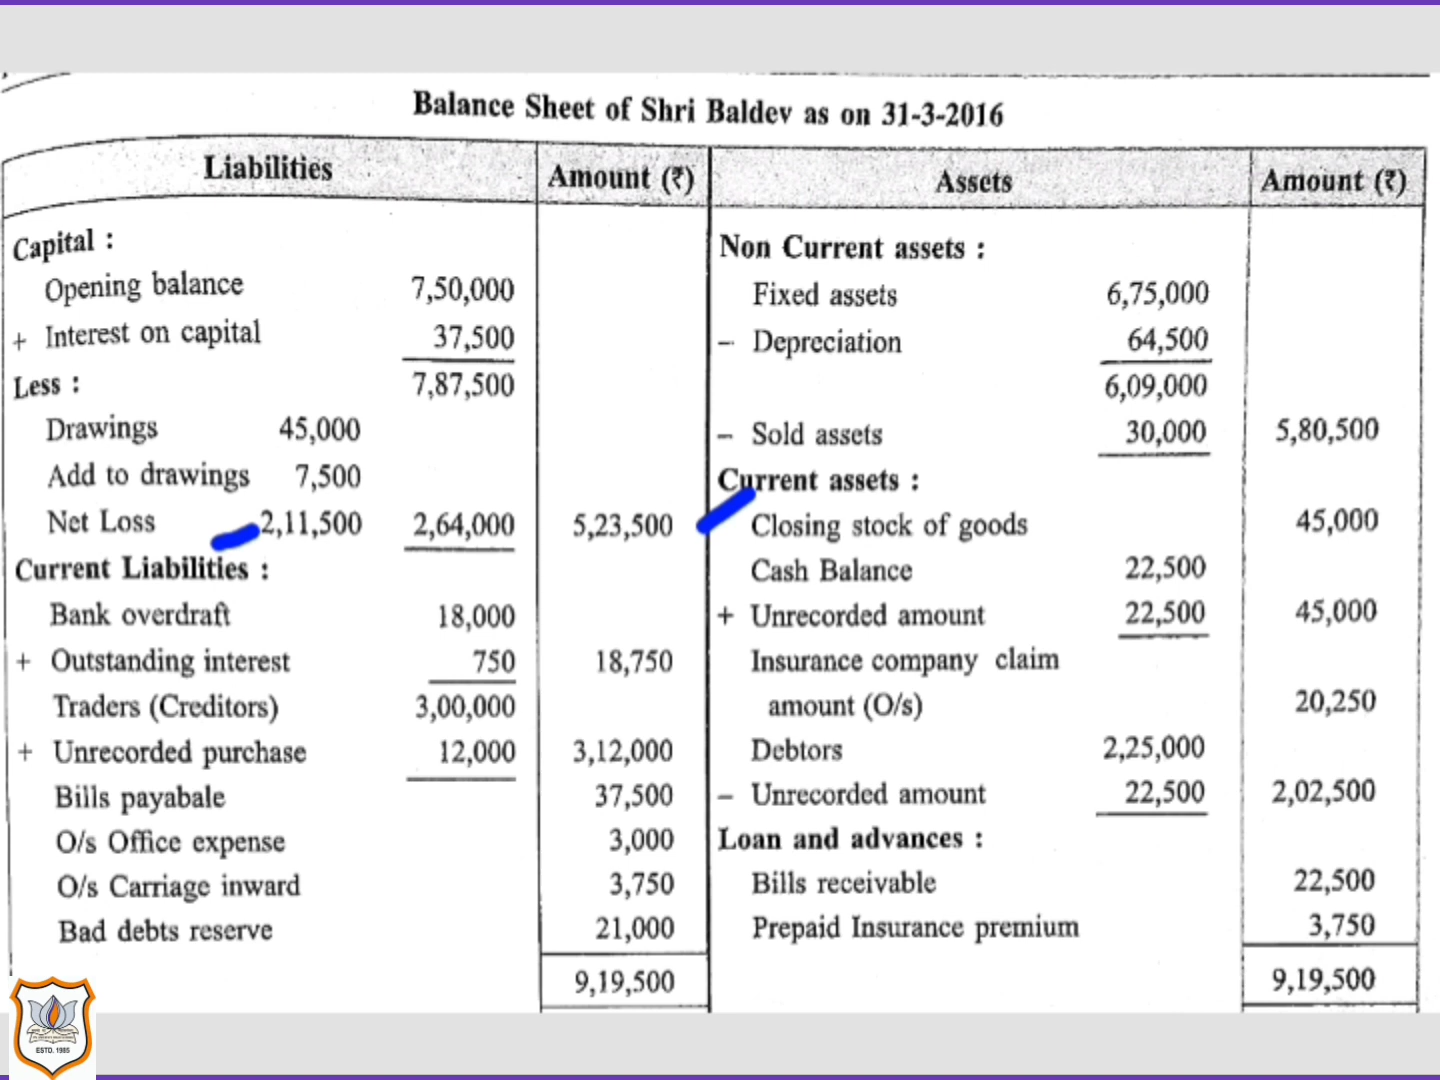 Balance Sheet of Shri Baldev as on 31-3-2016
Liabilities Amount (₹) Assets Amount (₹)
Capital : Non Current assets :
Opening balance 7,50,000 Fixed assets 6,75,000
+ Interest on capital 37,500 – Depreciation 64,500
Less : 7,87,500 6,09,000
Drawings 45,000 – Sold assets 30,000 5,80,500
Add to drawings 7,500 Current assets :
Net Loss 2,11,500 2,64,000 5,23,500 Closing stock of goods 45,000
Current Liabilities : Cash Balance 22,500
Bank overdraft 18,000 + Unrecorded amount 22,500 45,000
+ Outstanding interest 750 18,750 Insurance company claim
Traders (Creditors) 3,00,000 amount (O/s) 20,250
+ Unrecorded purchase 12,000 3,12,000 Debtors 2,25,000
Bills payabale 37,500 – Unrecorded amount 22,500 2,02,500
O/s Office expense 3,000 Loan and advances :
O/s Carriage inward 3,750 Bills receivable 22,500
Bad debts reserve 21,000 Prepaid Insurance premium 3,750
9,19,500 9,19,500
ESTD. 1985